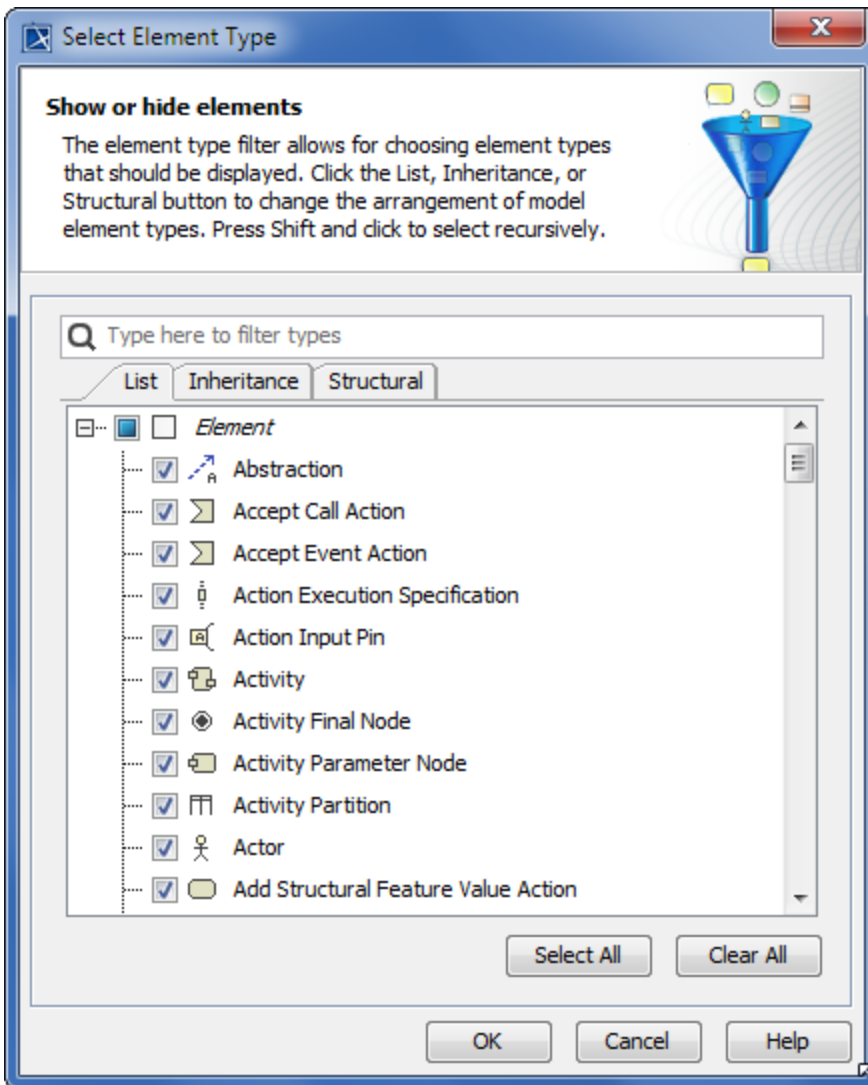 Select Element Type
Show or hide elements
The element type filter allows for choosing element types
that should be displayed. Click the List, Inheritance, or
Structural button to change the arrangement of model
element types. Press Shift and click to select recursively.
Type here to filter types
List Inheritance Structural
Element
Abstraction
Accept Call Action
Accept Event Action
Action Execution Specification
Action Input Pin
Activity
Activity Final Node
Activity Parameter Node
Activity Partition
Actor
Add Structural Feature Value Action
Select All Clear All
OK Cancel Help